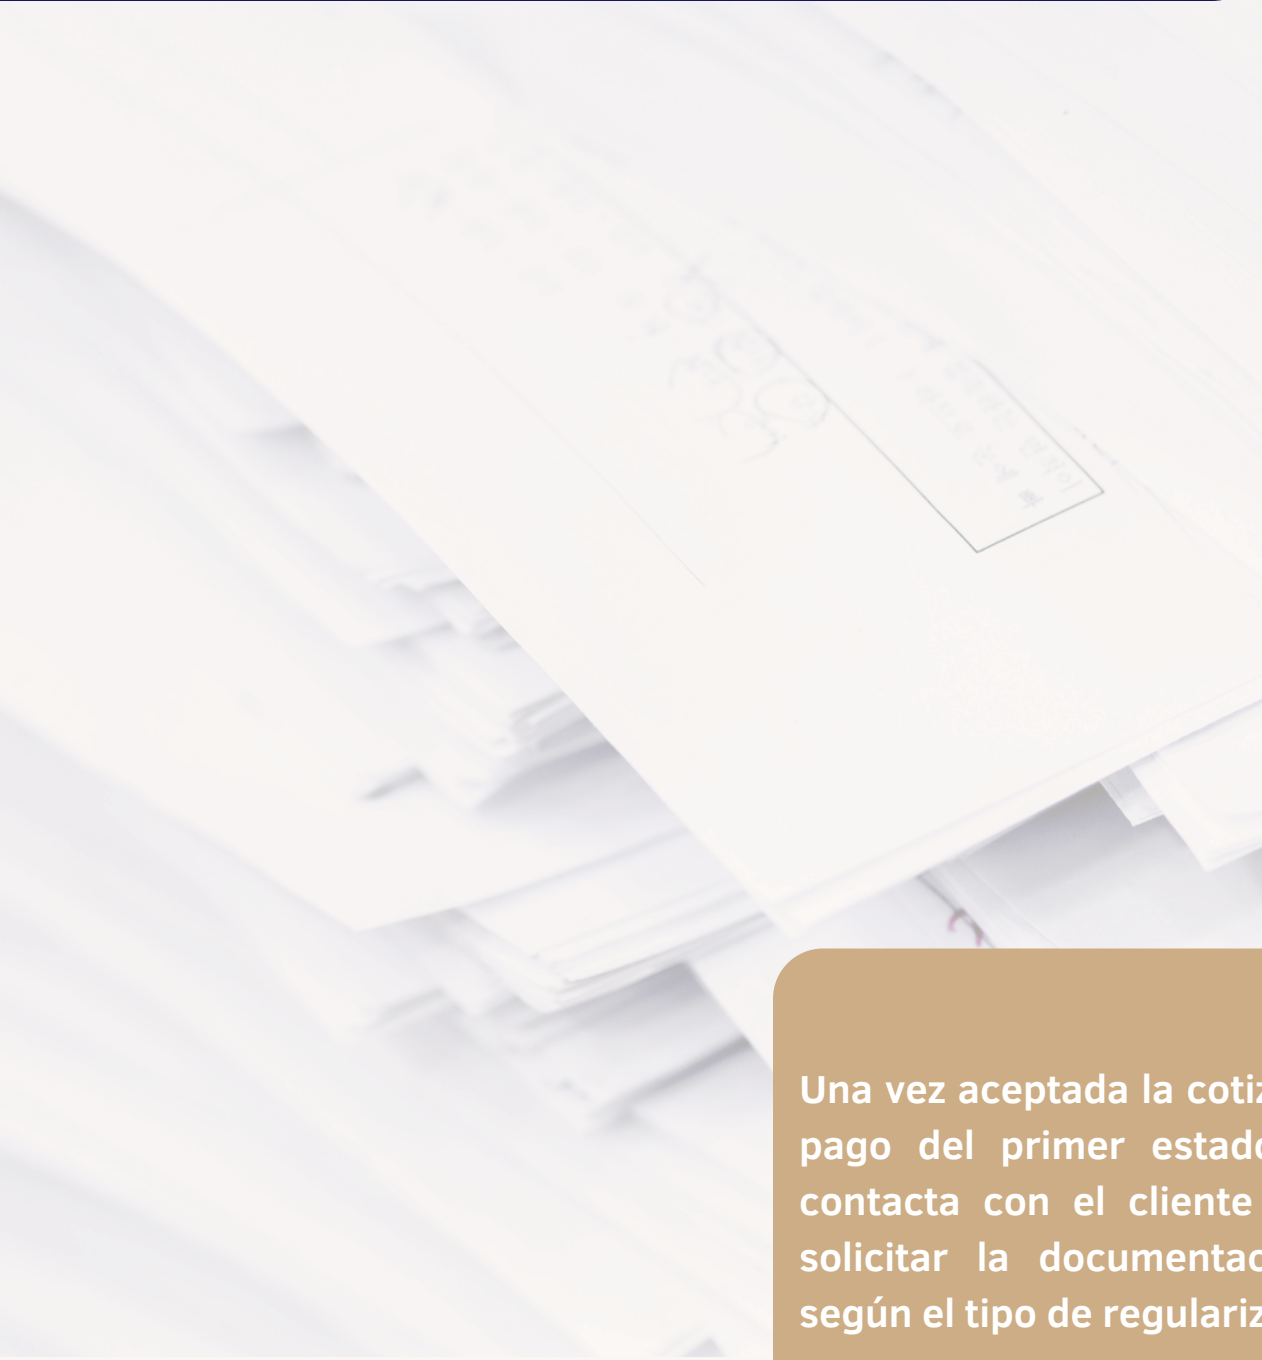 Una vez aceptada la cotiz
pago del primer estado
contacta con el cliente
solicitar la documentac
según el tipo de regulariz